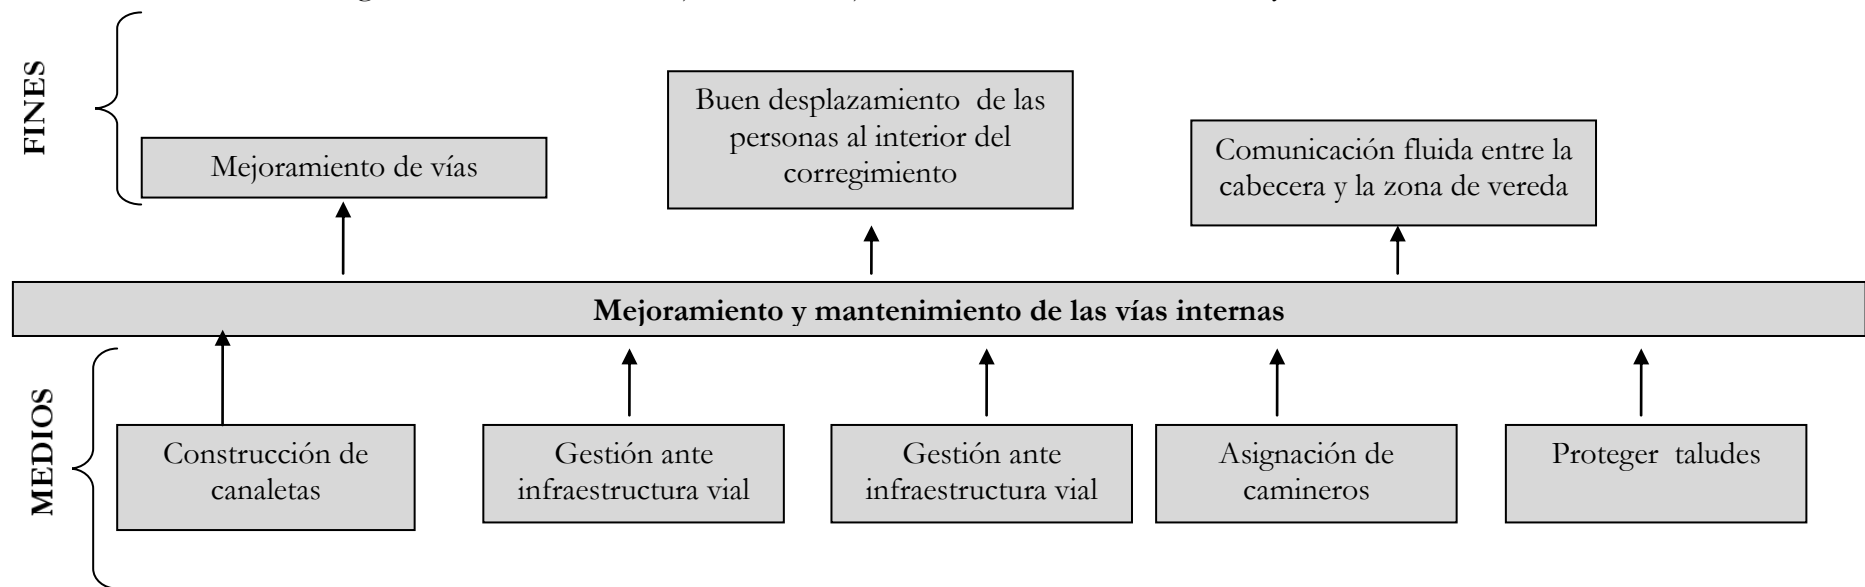 FINES
Mejoramiento de vías
Buen desplazamiento de las
personas al interior del
corregimiento
Comunicación fluida entre la
cabecera y la zona de vereda
Mejoramiento y mantenimiento de las vías internas
MEDIOS
Construcción de
canaletas
Gestión ante
infraestructura vial
Gestión ante
infraestructura vial
Asignación de
camineros
Proteger taludes